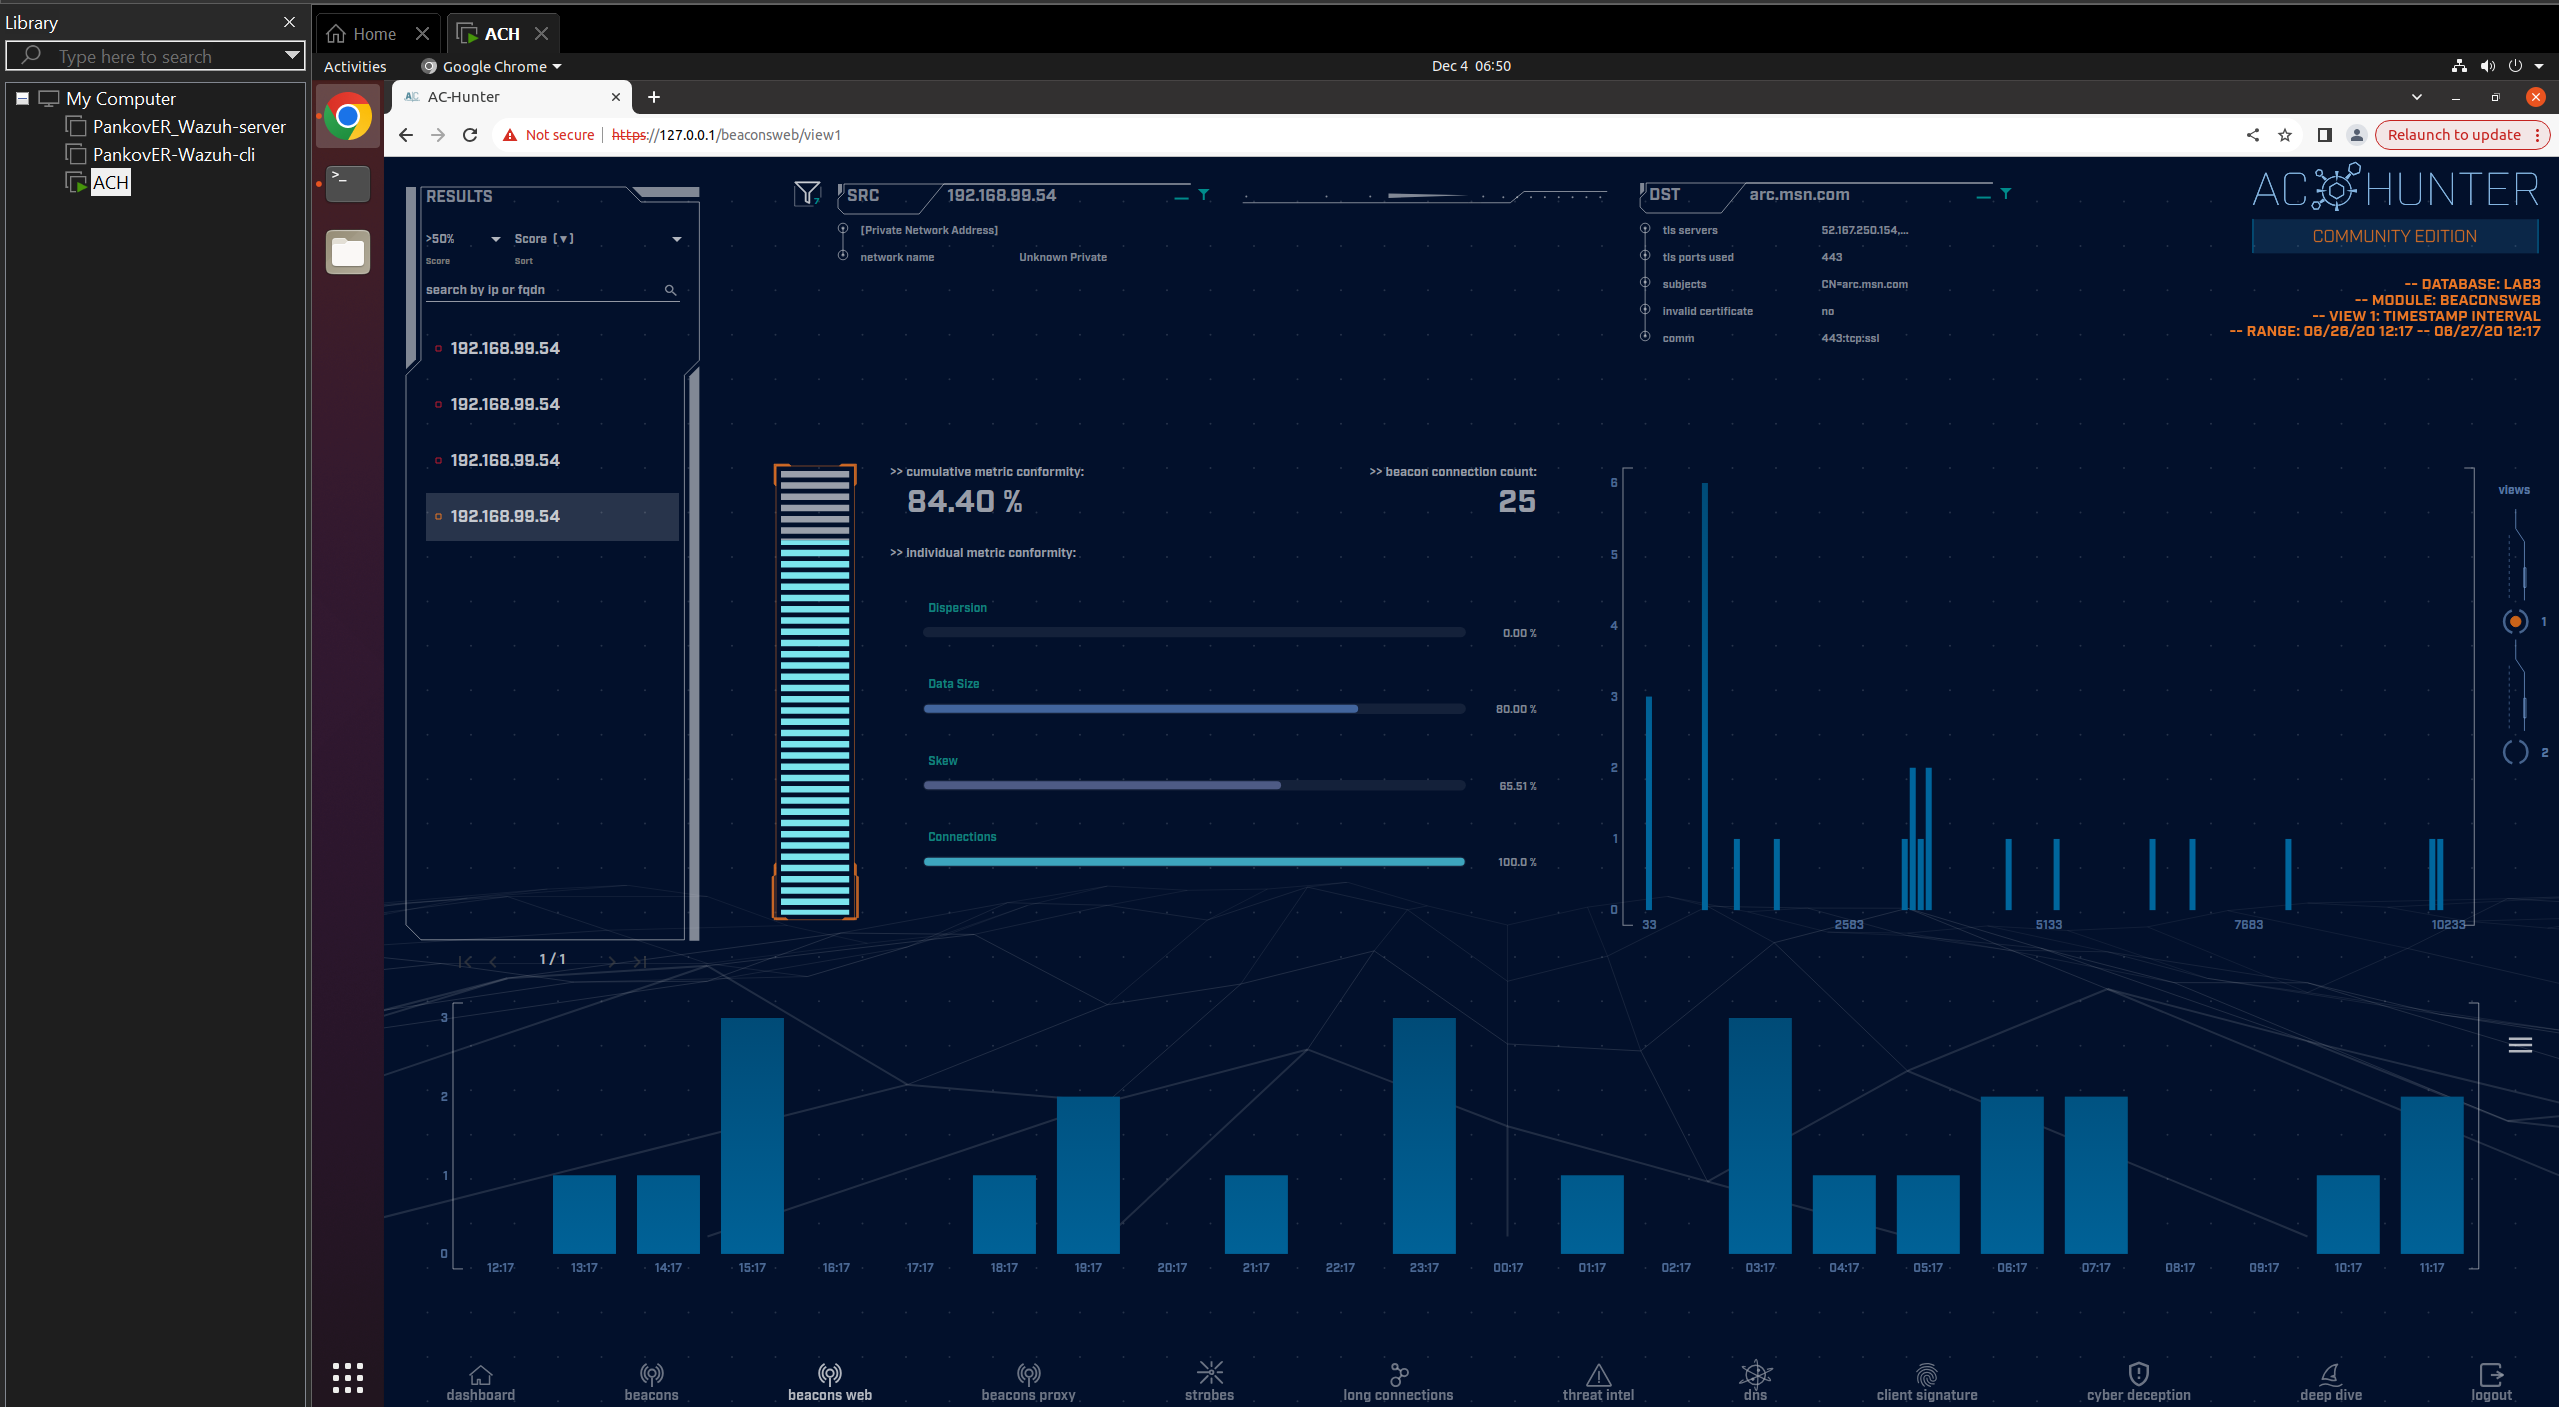 Library
Type here to search
My Computer
PankovER_Wazuh-server
PankovER-Wazuh-cli
ACH
Home
ACH
Activities
Google Chrome
Dec 4 06:50
AC-Hunter
Not secure
https://127.0.0.1/beaconsweb/view1
Relaunch to update
RESULTS
>50%
Score [▼]
Score
Sort
search by ip or fqdn
192.168.99.54
192.168.99.54
192.168.99.54
192.168.99.54
1 / 1
7
SRC
192.168.99.54
[Private Network Address]
network name
Unknown Private
DST
arc.msn.com
tls servers
52.167.250.154,...
tls ports used
443
subjects
CN=arc.msn.com
invalid certificate
no
comm
443:tcp:ssl
AC HUNTER
COMMUNITY EDITION
-- DATABASE: LAB3
-- MODULE: BEACONSWEB
-- VIEW 1: TIMESTAMP INTERVAL
-- RANGE: 06/26/20 12:17 -- 06/27/20 12:17
>> cumulative metric conformity:
84.40 %
>> beacon connection count:
25
>> individual metric conformity:
Dispersion
0.00 %
Data Size
80.00 %
Skew
65.51 %
Connections
100.0 %
6
5
4
3
2
1
0
33
2583
5133
7683
10233
views
1
2
3
2
1
0
12:17
13:17
14:17
15:17
16:17
17:17
18:17
19:17
20:17
21:17
22:17
23:17
00:17
01:17
02:17
03:17
04:17
05:17
06:17
07:17
08:17
09:17
10:17
11:17
dashboard
beacons
beacons web
beacons proxy
strobes
long connections
threat intel
dns
client signature
cyber deception
deep dive
logout